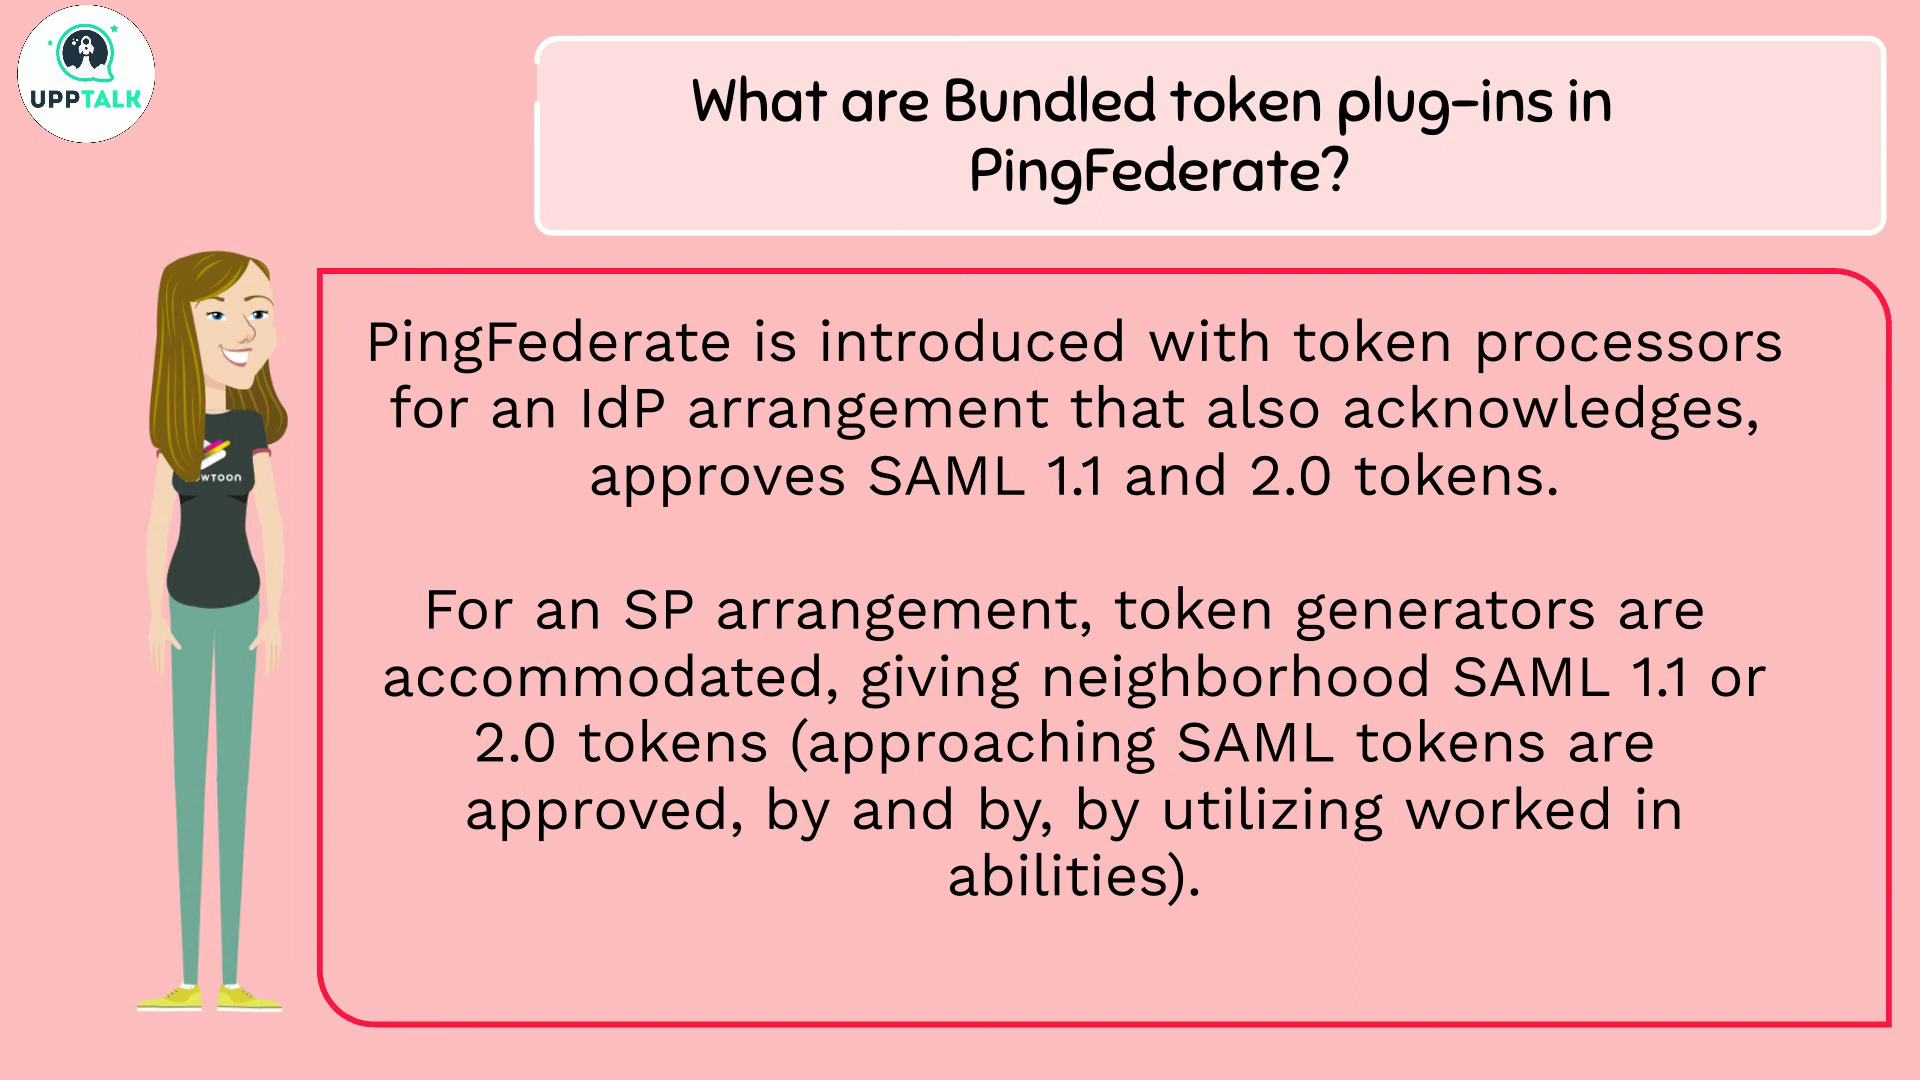 UPPTALK
What are Bundled token plug-ins in
PingFederate?
PingFederate is introduced with token processors
for an IdP arrangement that also acknowledges,
approves SAML 1.1 and 2.0 tokens.
For an SP arrangement, token generators are
accommodated, giving neighborhood SAML 1.1 or
2.0 tokens (approaching SAML tokens are
approved, by and by, by utilizing worked in
abilities).
WTOON